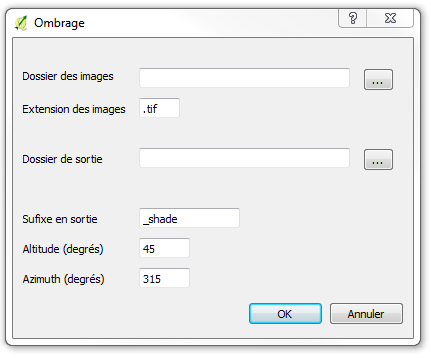 Ombrage
Dossier des images ...
Extension des images .tif
Dossier de sortie ...
Sufixe en sortie _shade
Altitude (degrés) 45
Azimuth (degrés) 315
OK Annuler